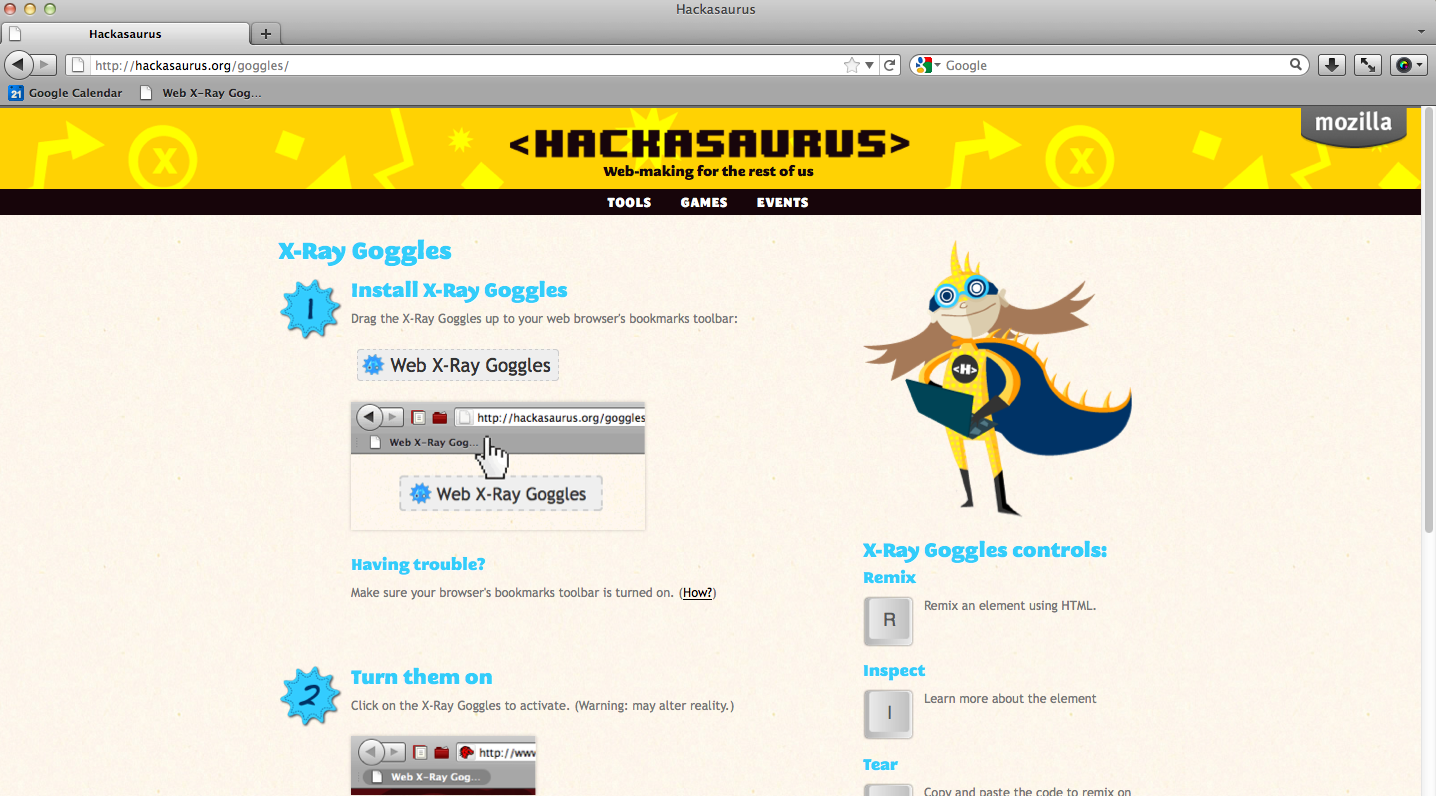 Hackasaurus
Hackasaurus
http://hackasaurus.org/goggles/
Google
21 Google Calendar
Web X-Ray Gog...
mozilla
<HACKASAURUS>
Web-making for the rest of us
TOOLS GAMES EVENTS
X-Ray Goggles
1
Install X-Ray Goggles
Drag the X-Ray Goggles up to your web browser's bookmarks toolbar:
Web X-Ray Goggles
http://hackasaurus.org/goggles
Web X-Ray Gog...
Web X-Ray Goggles
Having trouble?
Make sure your browser's bookmarks toolbar is turned on. (How?)
2
Turn them on
Click on the X-Ray Goggles to activate. (Warning: may alter reality.)
http://www
Web X-Ray Gog...
<H>
X-Ray Goggles controls:
Remix
R
Remix an element using HTML.
Inspect
I
Learn more about the element
Tear
Copy and paste the code to remix on